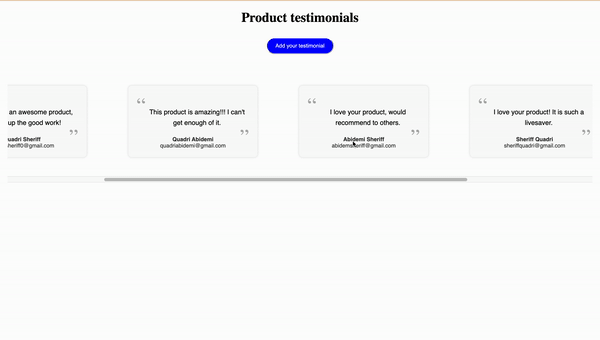 Product testimonials
Add your testimonial
“
an awesome product,
up the good work!
”
uadri Sheriff
heriff0@gmail.com
“
This product is amazing!!! I can't
get enough of it.
”
Quadri Abidemi
quadriabidemi@gmail.com
“
I love your product, would
recommend to others.
”
Abidemi Sheriff
abidemisheriff@gmail.com
“
I love your product! It is such a
livesaver.
”
Sheriff Quadri
sheriffquadri@gmail.com